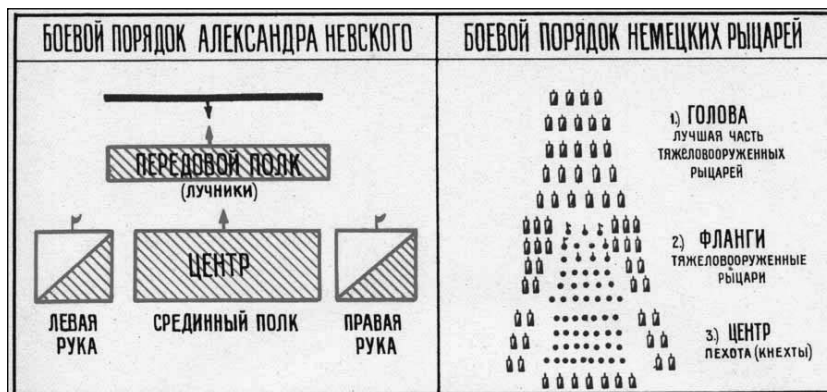 БОЕВОЙ ПОРЯДОК АЛЕКСАНДРА НЕВСКОГО
ПЕРЕДОВОЙ ПОЛК
(ЛУЧНИКИ)
ЦЕНТР
ЛЕВАЯ
РУКА
СРЕДИННЫЙ ПОЛК
ПРАВАЯ
РУКА
БОЕВОЙ ПОРЯДОК НЕМЕЦКИХ РЫЦАРЕЙ
1.) ГОЛОВА
ЛУЧШАЯ ЧАСТЬ
ТЯЖЕЛОВООРУЖЕННЫХ
РЫЦАРЕЙ
2.) ФЛАНГИ
ТЯЖЕЛОВООРУЖЕННЫЕ
РЫЦАРИ
3.) ЦЕНТР
ПЕХОТА (КНЕХТЫ)